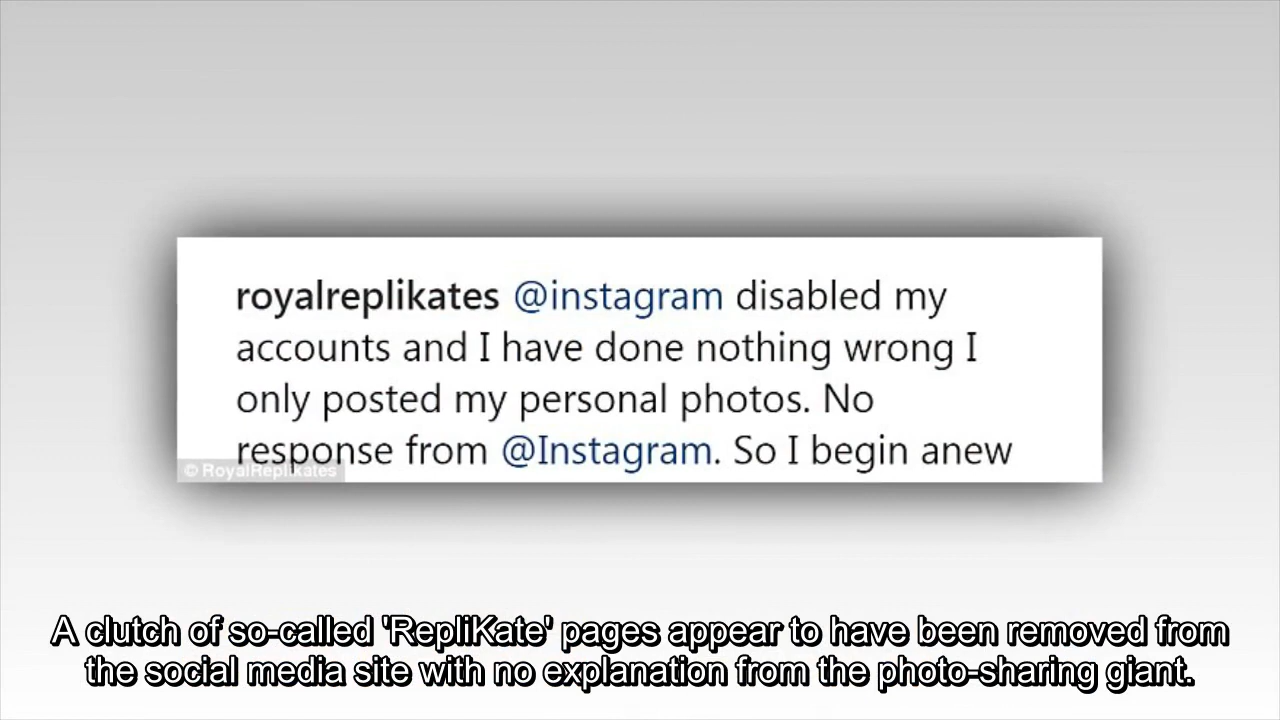 royalreplikates @instagram disabled my
accounts and I have done nothing wrong I
only posted my personal photos. No
response from @Instagram. So I begin anew
© RoyalReplikates
A clutch of so-called 'RepliKate' pages appear to have been removed from
the social media site with no explanation from the photo-sharing giant.